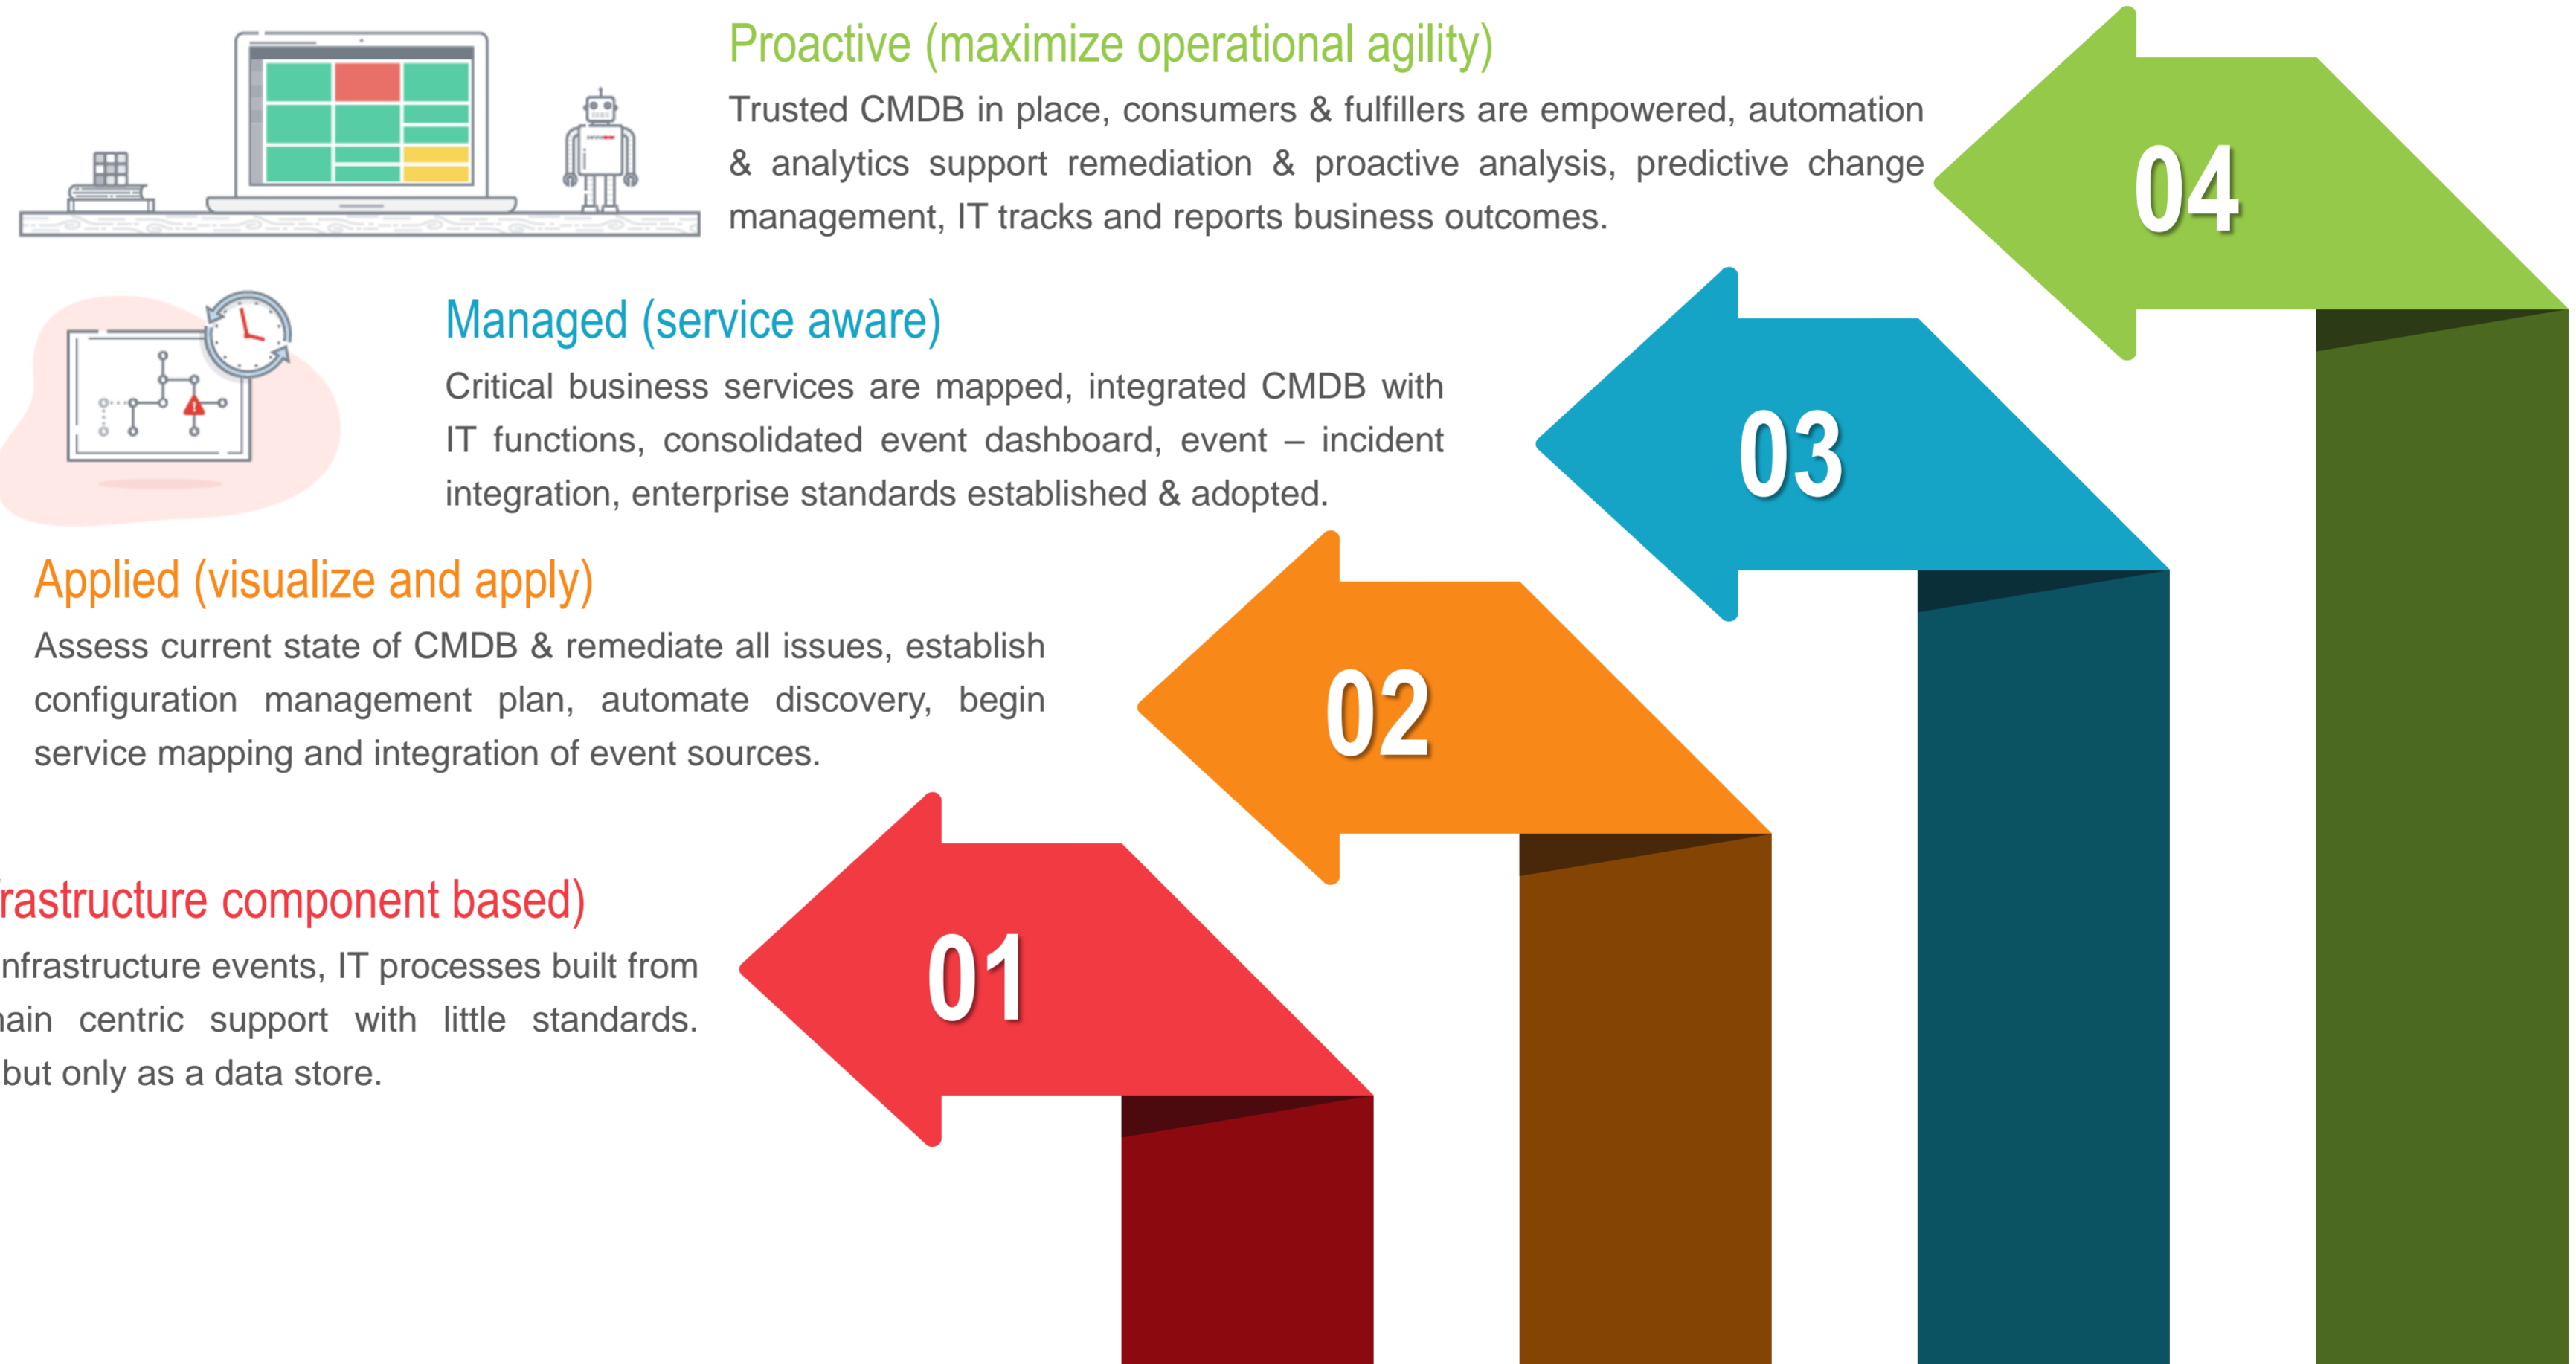 Proactive (maximize operational agility)
Trusted CMDB in place, consumers & fulfillers are empowered, automation
& analytics support remediation & proactive analysis, predictive change
management, IT tracks and reports business outcomes.
04
Managed (service aware)
Critical business services are mapped, integrated CMDB with
IT functions, consolidated event dashboard, event – incident
integration, enterprise standards established & adopted.
03
Applied (visualize and apply)
Assess current state of CMDB & remediate all issues, establish
configuration management plan, automate discovery, begin
service mapping and integration of event sources.
02
component based)
events, IT processes built from
centric support with little standards.
but only as a data store.
01